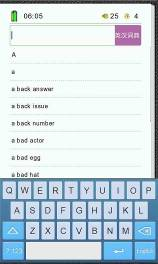 06:05 25 4
英汉词典
A
a
a back answer
a back issue
a back number
a bad actor
a bad egg
a bad hat
Q W E R T Y U I O P
A S D F G H J K L
Z X C V B N M
?123 English